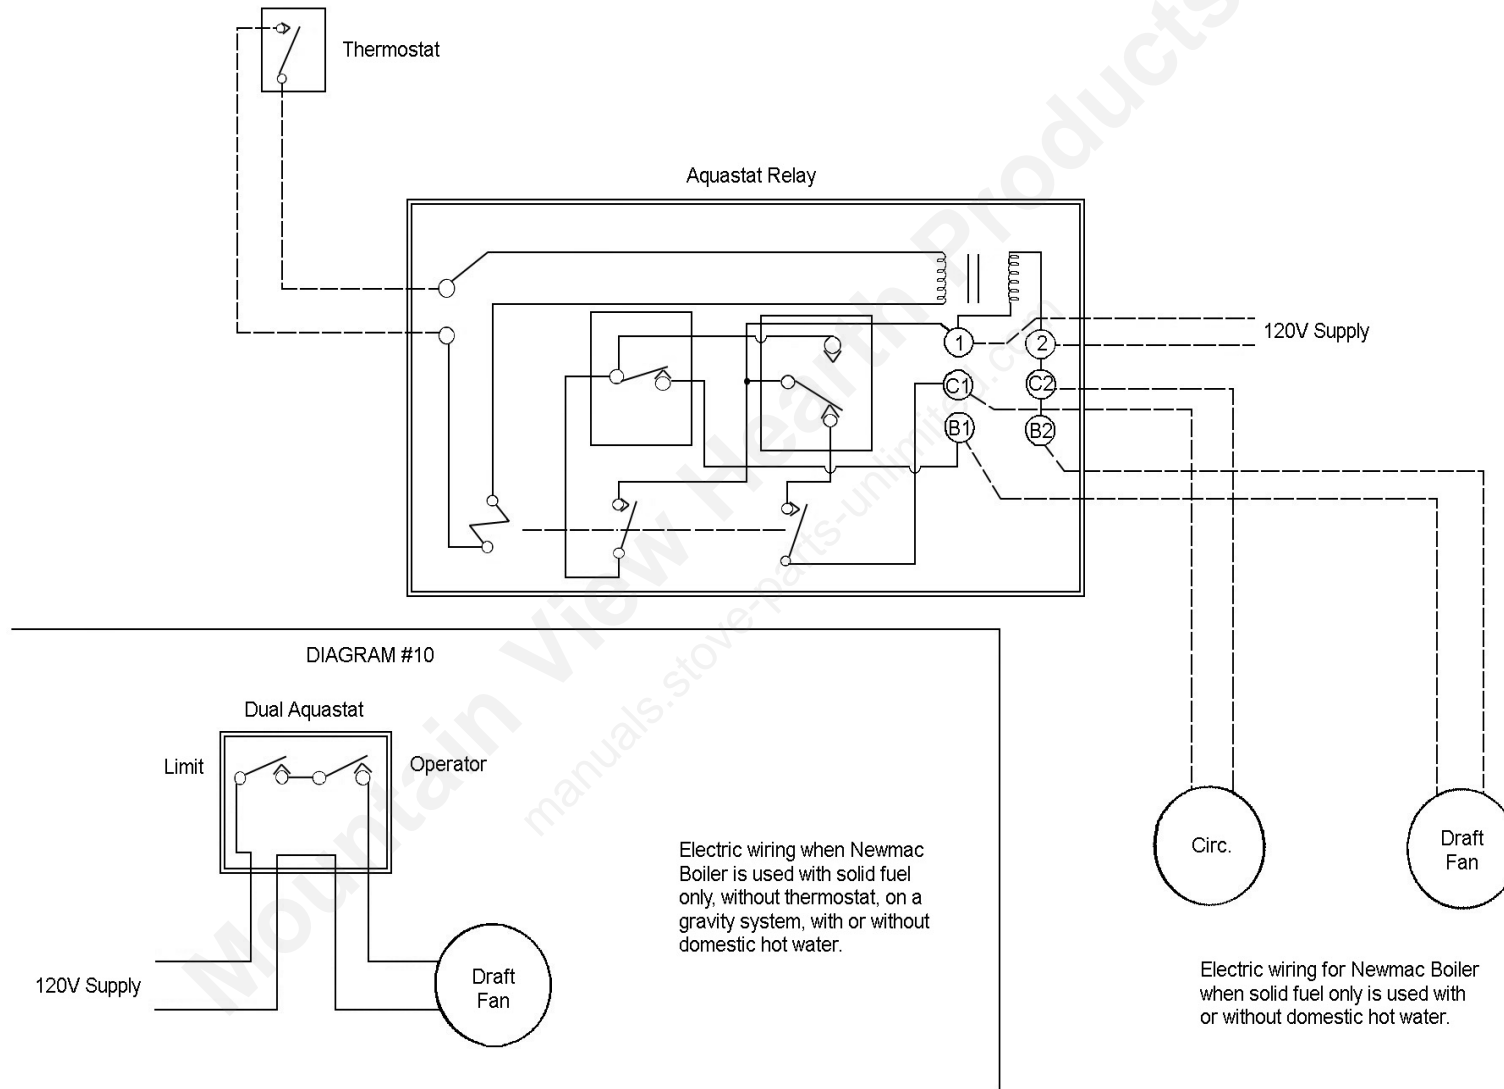 Thermostat
Aquastat Relay
1
2
120V Supply
C1
C2
B1
B2
DIAGRAM #10
Dual Aquastat
Limit
Operator
120V Supply
Draft
Fan
Electric wiring when Newmac
Boiler is used with solid fuel
only, without thermostat, on a
gravity system, with or without
domestic hot water.
Circ.
Draft
Fan
Electric wiring for Newmac Boiler
when solid fuel only is used with
or without domestic hot water.
Mountain View Hearth Products
manuals.stove-parts-unlimited.com